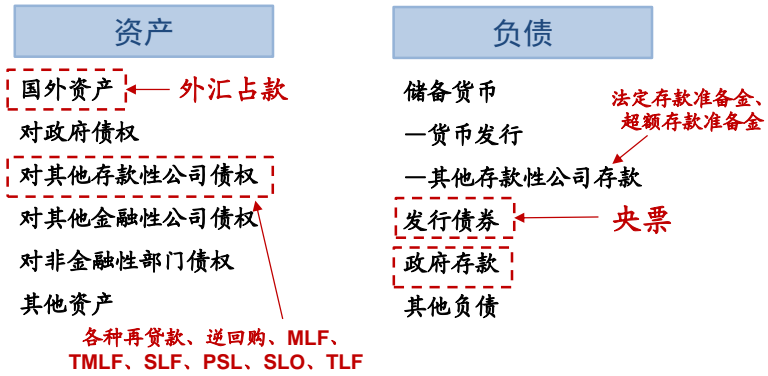 资产
国外资产
外汇占款
对政府债权
对其他存款性公司债权
对其他金融性公司债权
对非金融性部门债权
其他资产
各种再贷款、逆回购、MLF、
TMLF、SLF、PSL、SLO、TLF
负债
储备货币
法定存款准备金、
超额存款准备金
—货币发行
—其他存款性公司存款
发行债券
央票
政府存款
其他负债